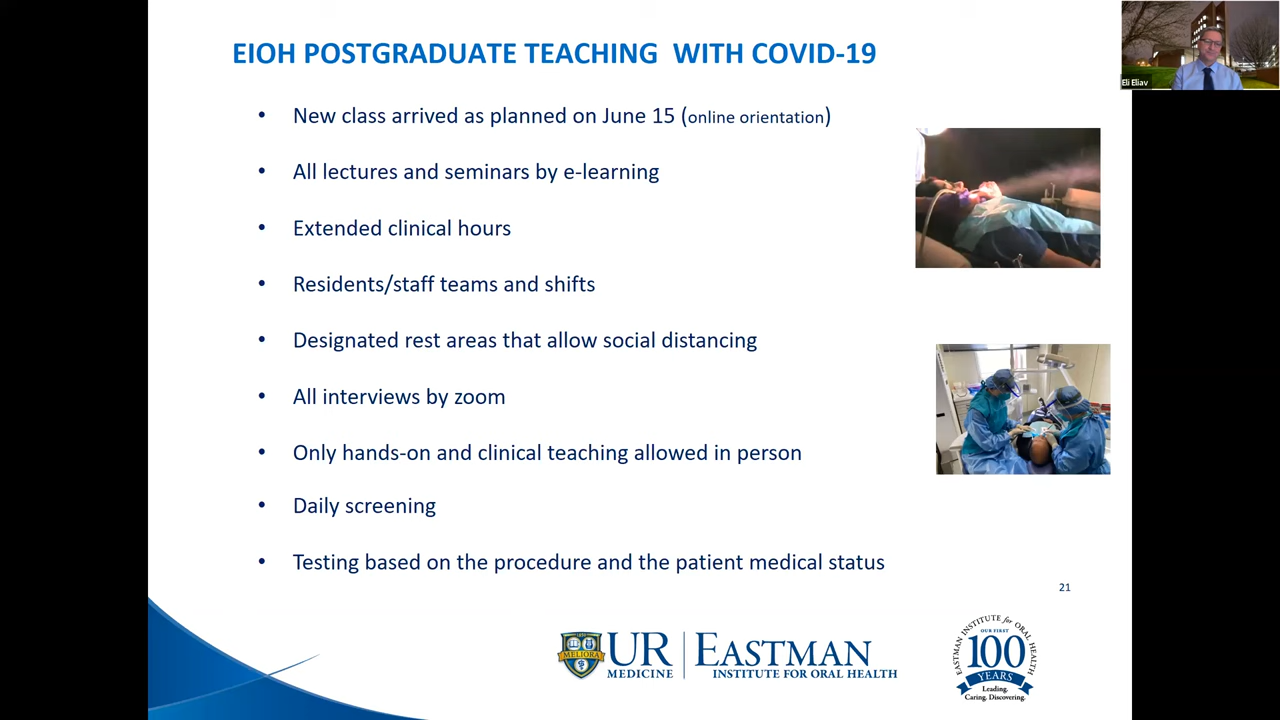 EIOH POSTGRADUATE TEACHING WITH COVID-19
Eli Eliav
• New class arrived as planned on June 15 (online orientation)
• All lectures and seminars by e-learning
• Extended clinical hours
• Residents/staff teams and shifts
• Designated rest areas that allow social distancing
• All interviews by zoom
• Only hands-on and clinical teaching allowed in person
• Daily screening
• Testing based on the procedure and the patient medical status
21
MELIORA
UR
MEDICINE
EASTMAN
INSTITUTE FOR ORAL HEALTH
EASTMAN INSTITUTE for ORAL HEALTH
OUR FIRST
100
YEARS
Leading.
Caring. Discovering.